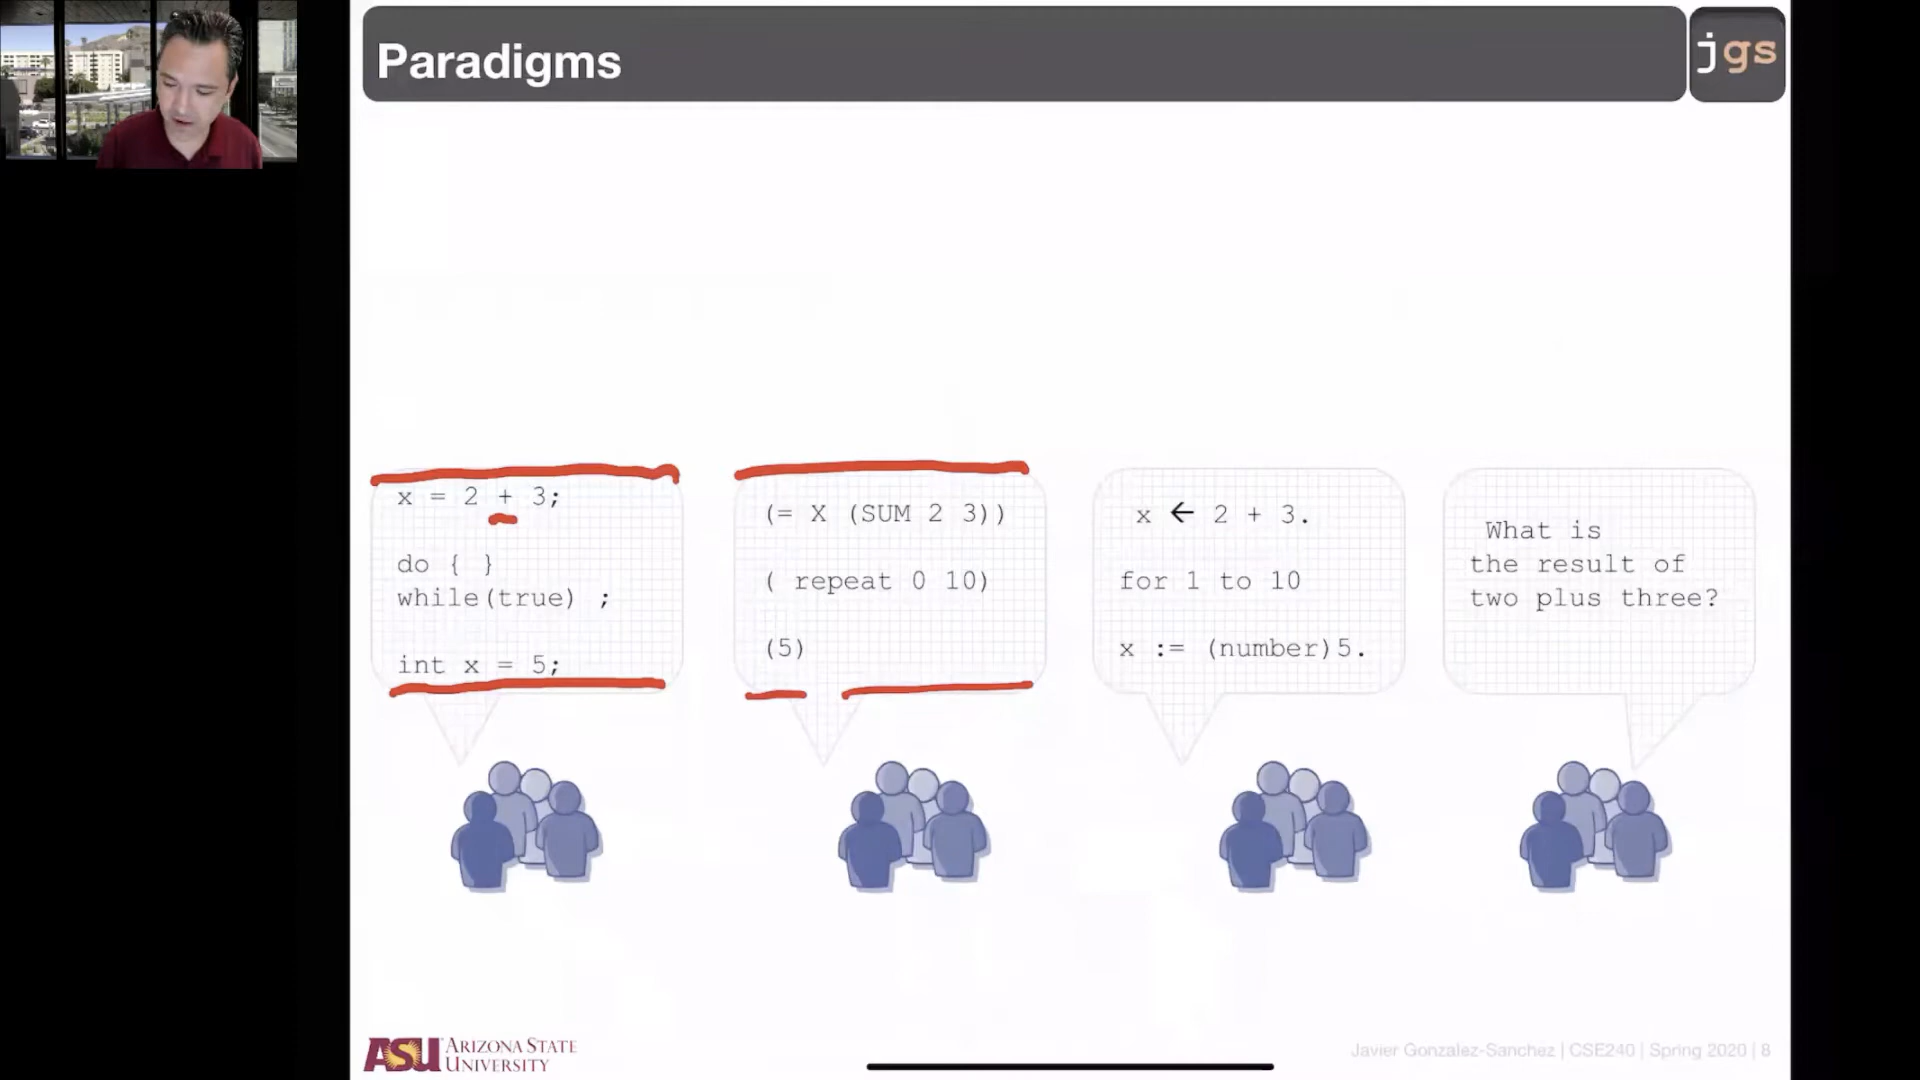 Paradigms
jgs
x = 2 + 3;
do { }
while(true) ;
int x = 5;
(= X (SUM 2 3))
( repeat 0 10)
(5)
x ← 2 + 3.
for 1 to 10
x := (number)5.
What is
the result of
two plus three?
ASU ARIZONA STATE
UNIVERSITY
Javier Gonzalez-Sanchez | CSE240 | Spring 2020 | 8